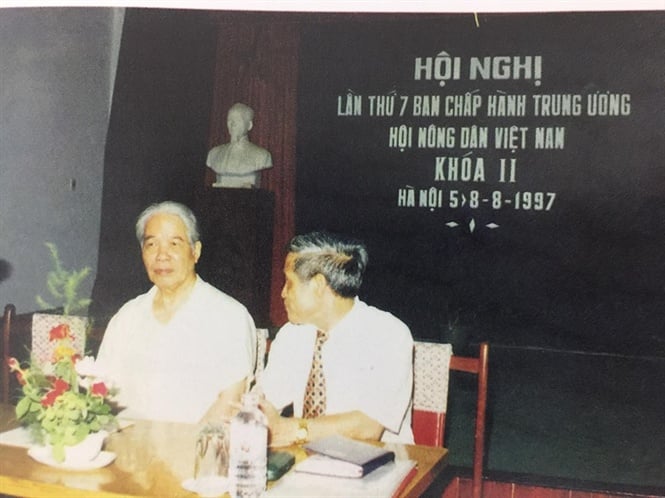 HỘI NGHỊ
LẦN THỨ 7 BAN CHẤP HÀNH TRUNG ƯƠNG
HỘI NÔNG DÂN VIỆT NAM
KHÓA II
HÀ NỘI 5>8-8-1997